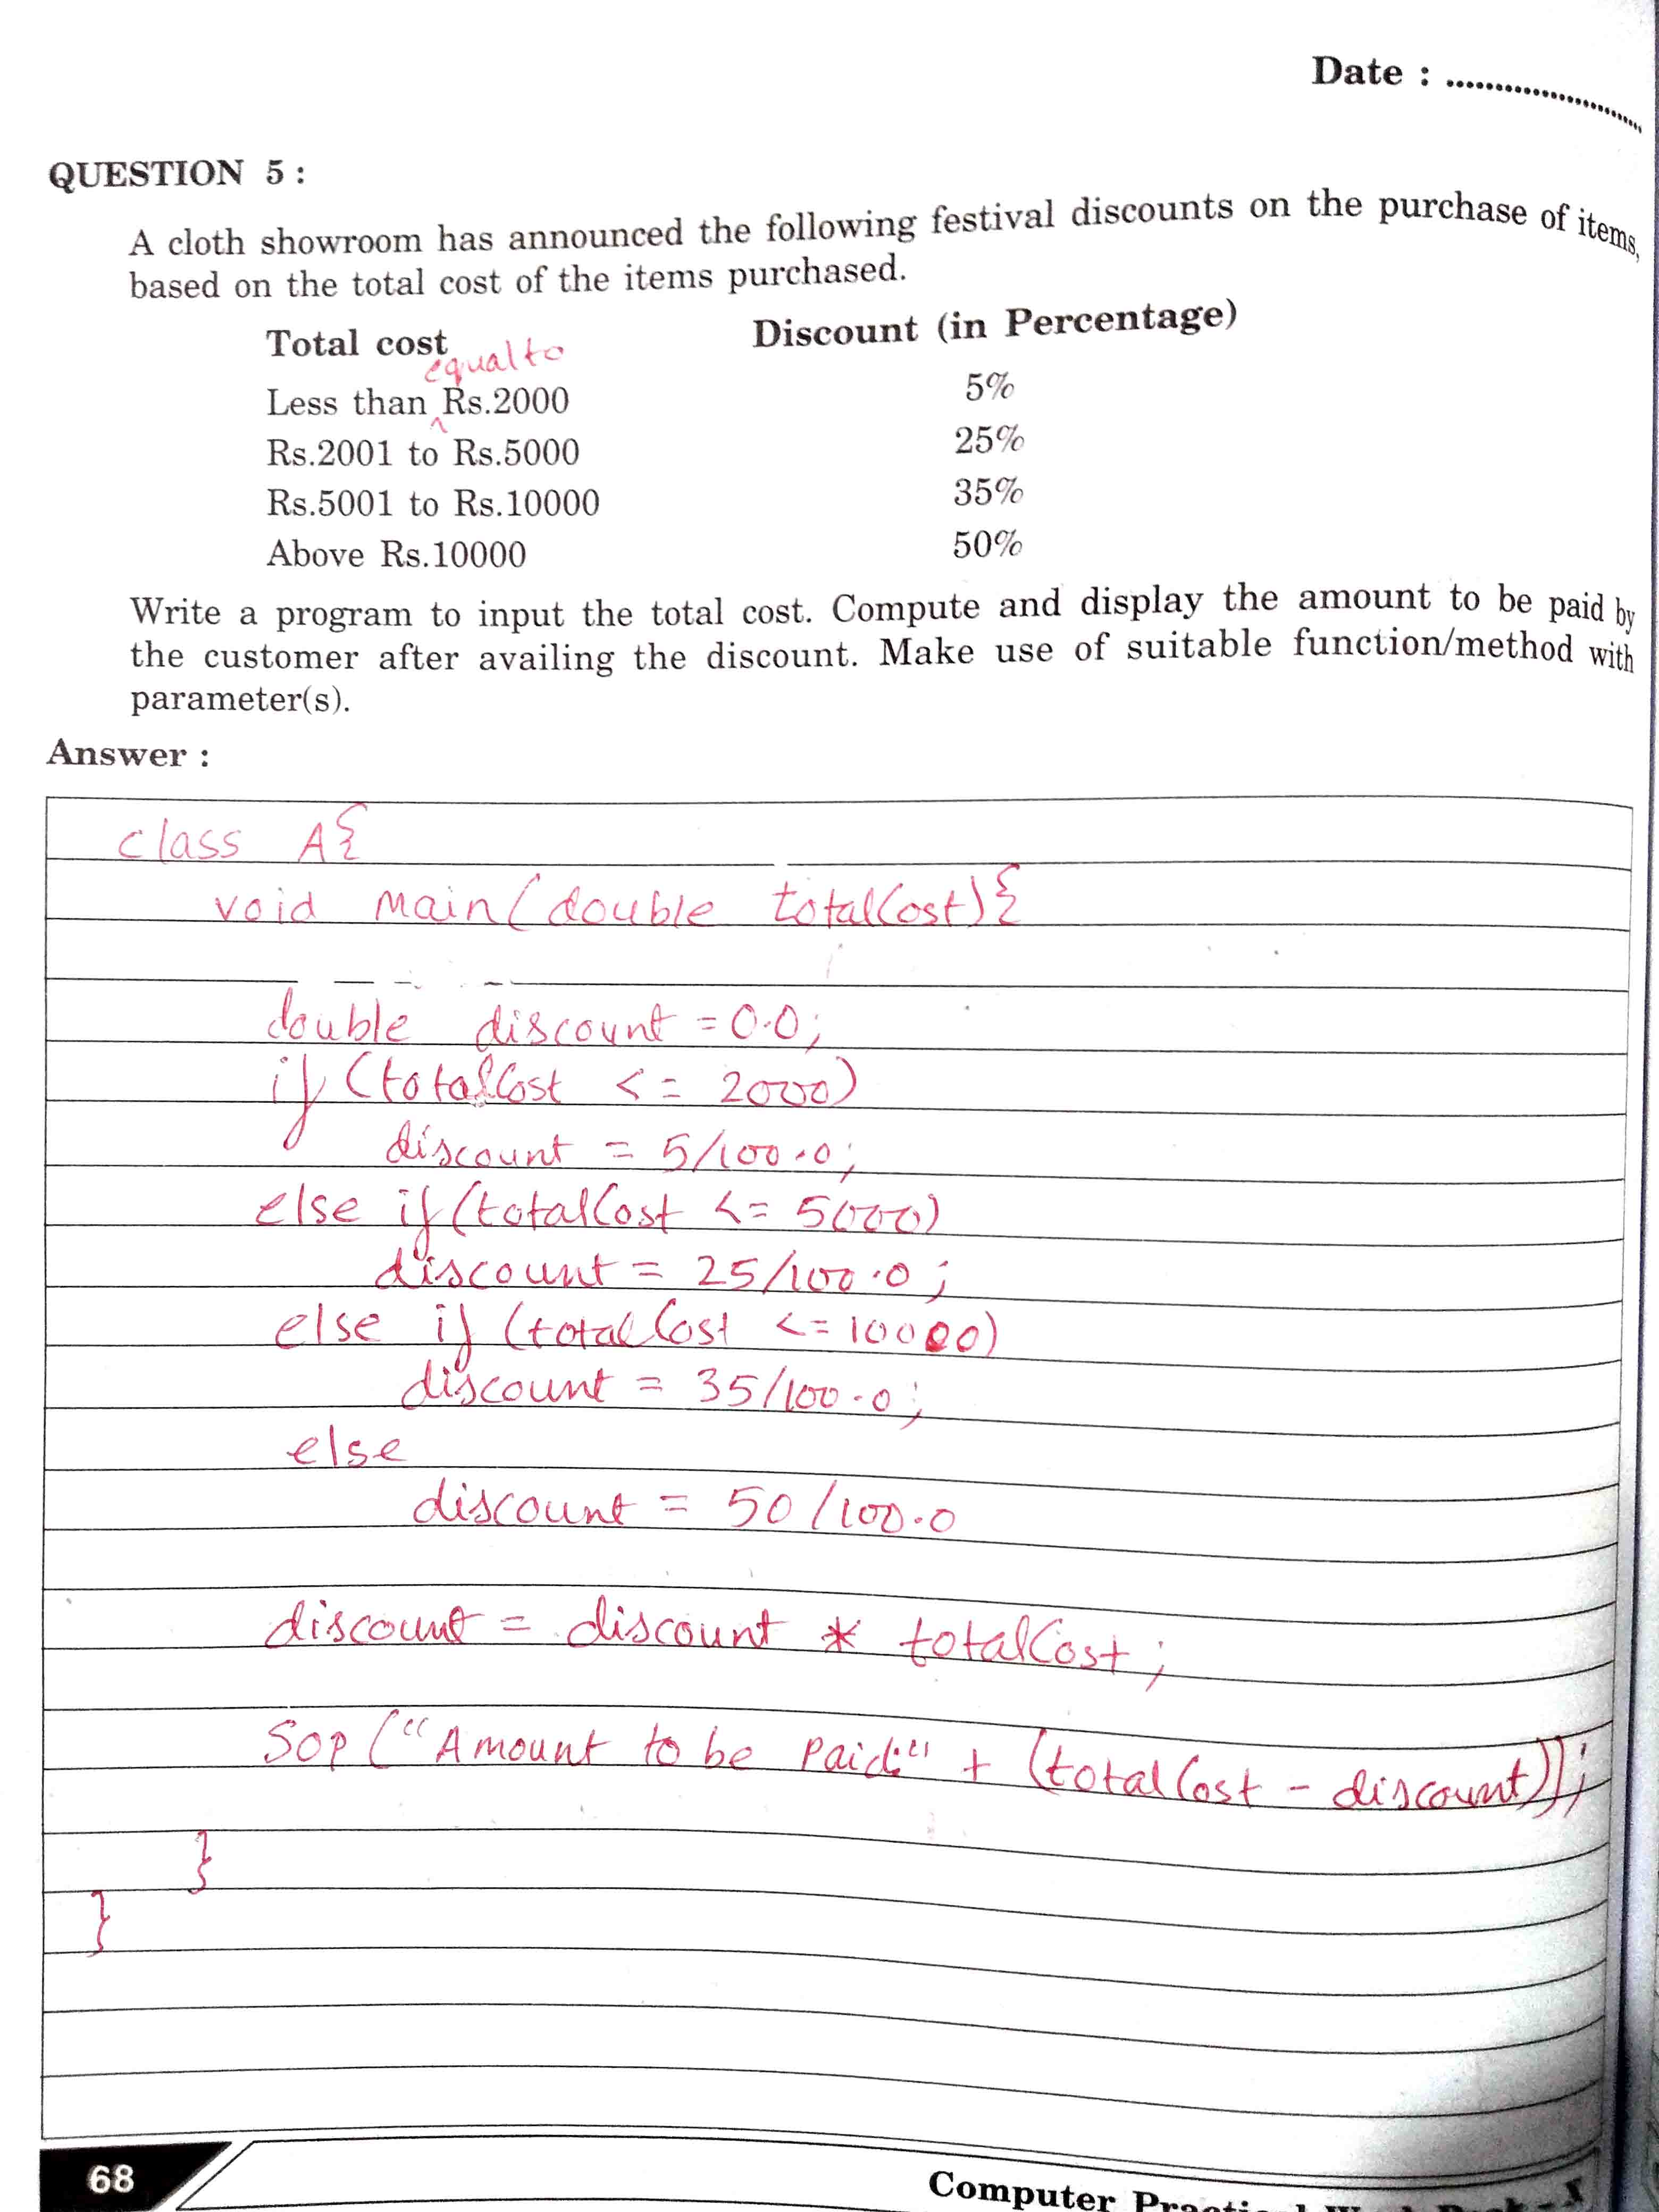 Date : ........................
QUESTION 5 :
A cloth showroom has announced the following festival discounts on the purchase of items,
based on the total cost of the items purchased.
Total cost Discount (in Percentage)
equal to
Less than ^ Rs.2000 5%
Rs.2001 to Rs.5000 25%
Rs.5001 to Rs.10000 35%
Above Rs.10000 50%
Write a program to input the total cost. Compute and display the amount to be paid by
the customer after availing the discount. Make use of suitable function/method with
parameter(s).
Answer :
class A{
void main(double totalCost){
double discount = 0.0;
if (totalCost <= 2000)
discount = 5/100.0;
else if (totalCost <= 5000)
discount = 25/100.0;
else if (totalCost <= 10000)
discount = 35/100.0;
else
discount = 50/100.0
discount = discount * totalCost;
Sop("Amount to be paid:" + (totalCost - discount));
}
}
68
Computer